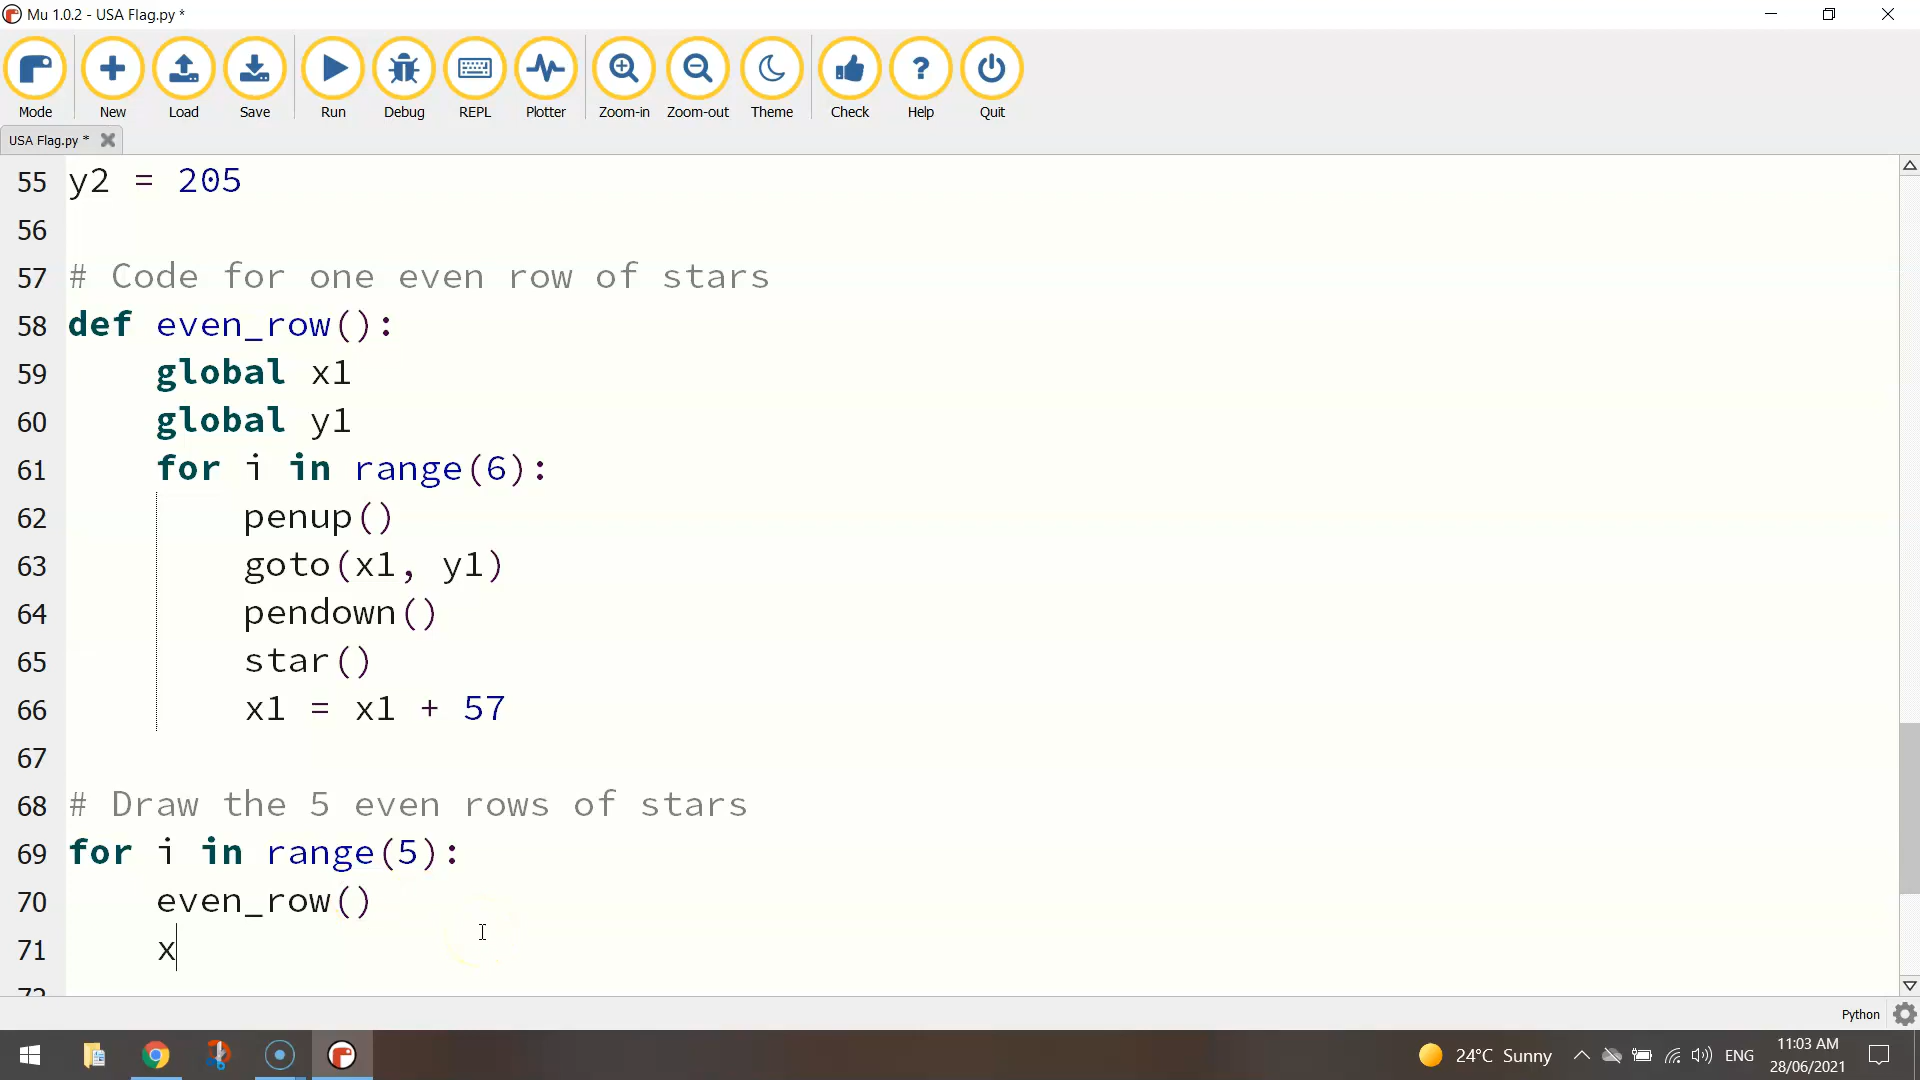 Mu 1.0.2 - USA Flag.py *
Mode New Load Save Run Debug REPL Plotter Zoom-in Zoom-out Theme Check Help Quit
USA Flag.py *
55 y2 = 205
56
57 # Code for one even row of stars
58 def even_row():
59 global x1
60 global y1
61 for i in range(6):
62 penup()
63 goto(x1, y1)
64 pendown()
65 star()
66 x1 = x1 + 57
67
68 # Draw the 5 even rows of stars
69 for i in range(5):
70 even_row()
71 x
72
Python
24°C Sunny ENG 11:03 AM
28/06/2021